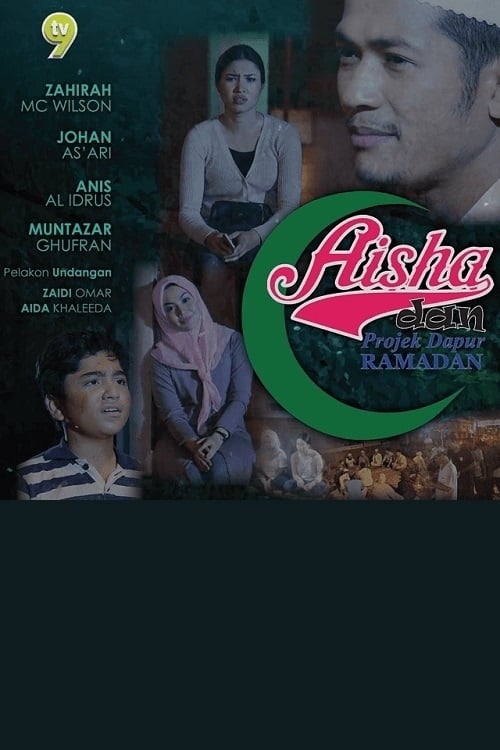 tv
9
ZAHIRAH
MC WILSON
JOHAN
AS'ARI
ANIS
AL IDRUS
MUNTAZAR
GHUFRAN
Pelakon Undangan
ZAIDI OMAR
AIDA KHALEEDA
Aisha
dan
Projek Dapur
RAMADAN